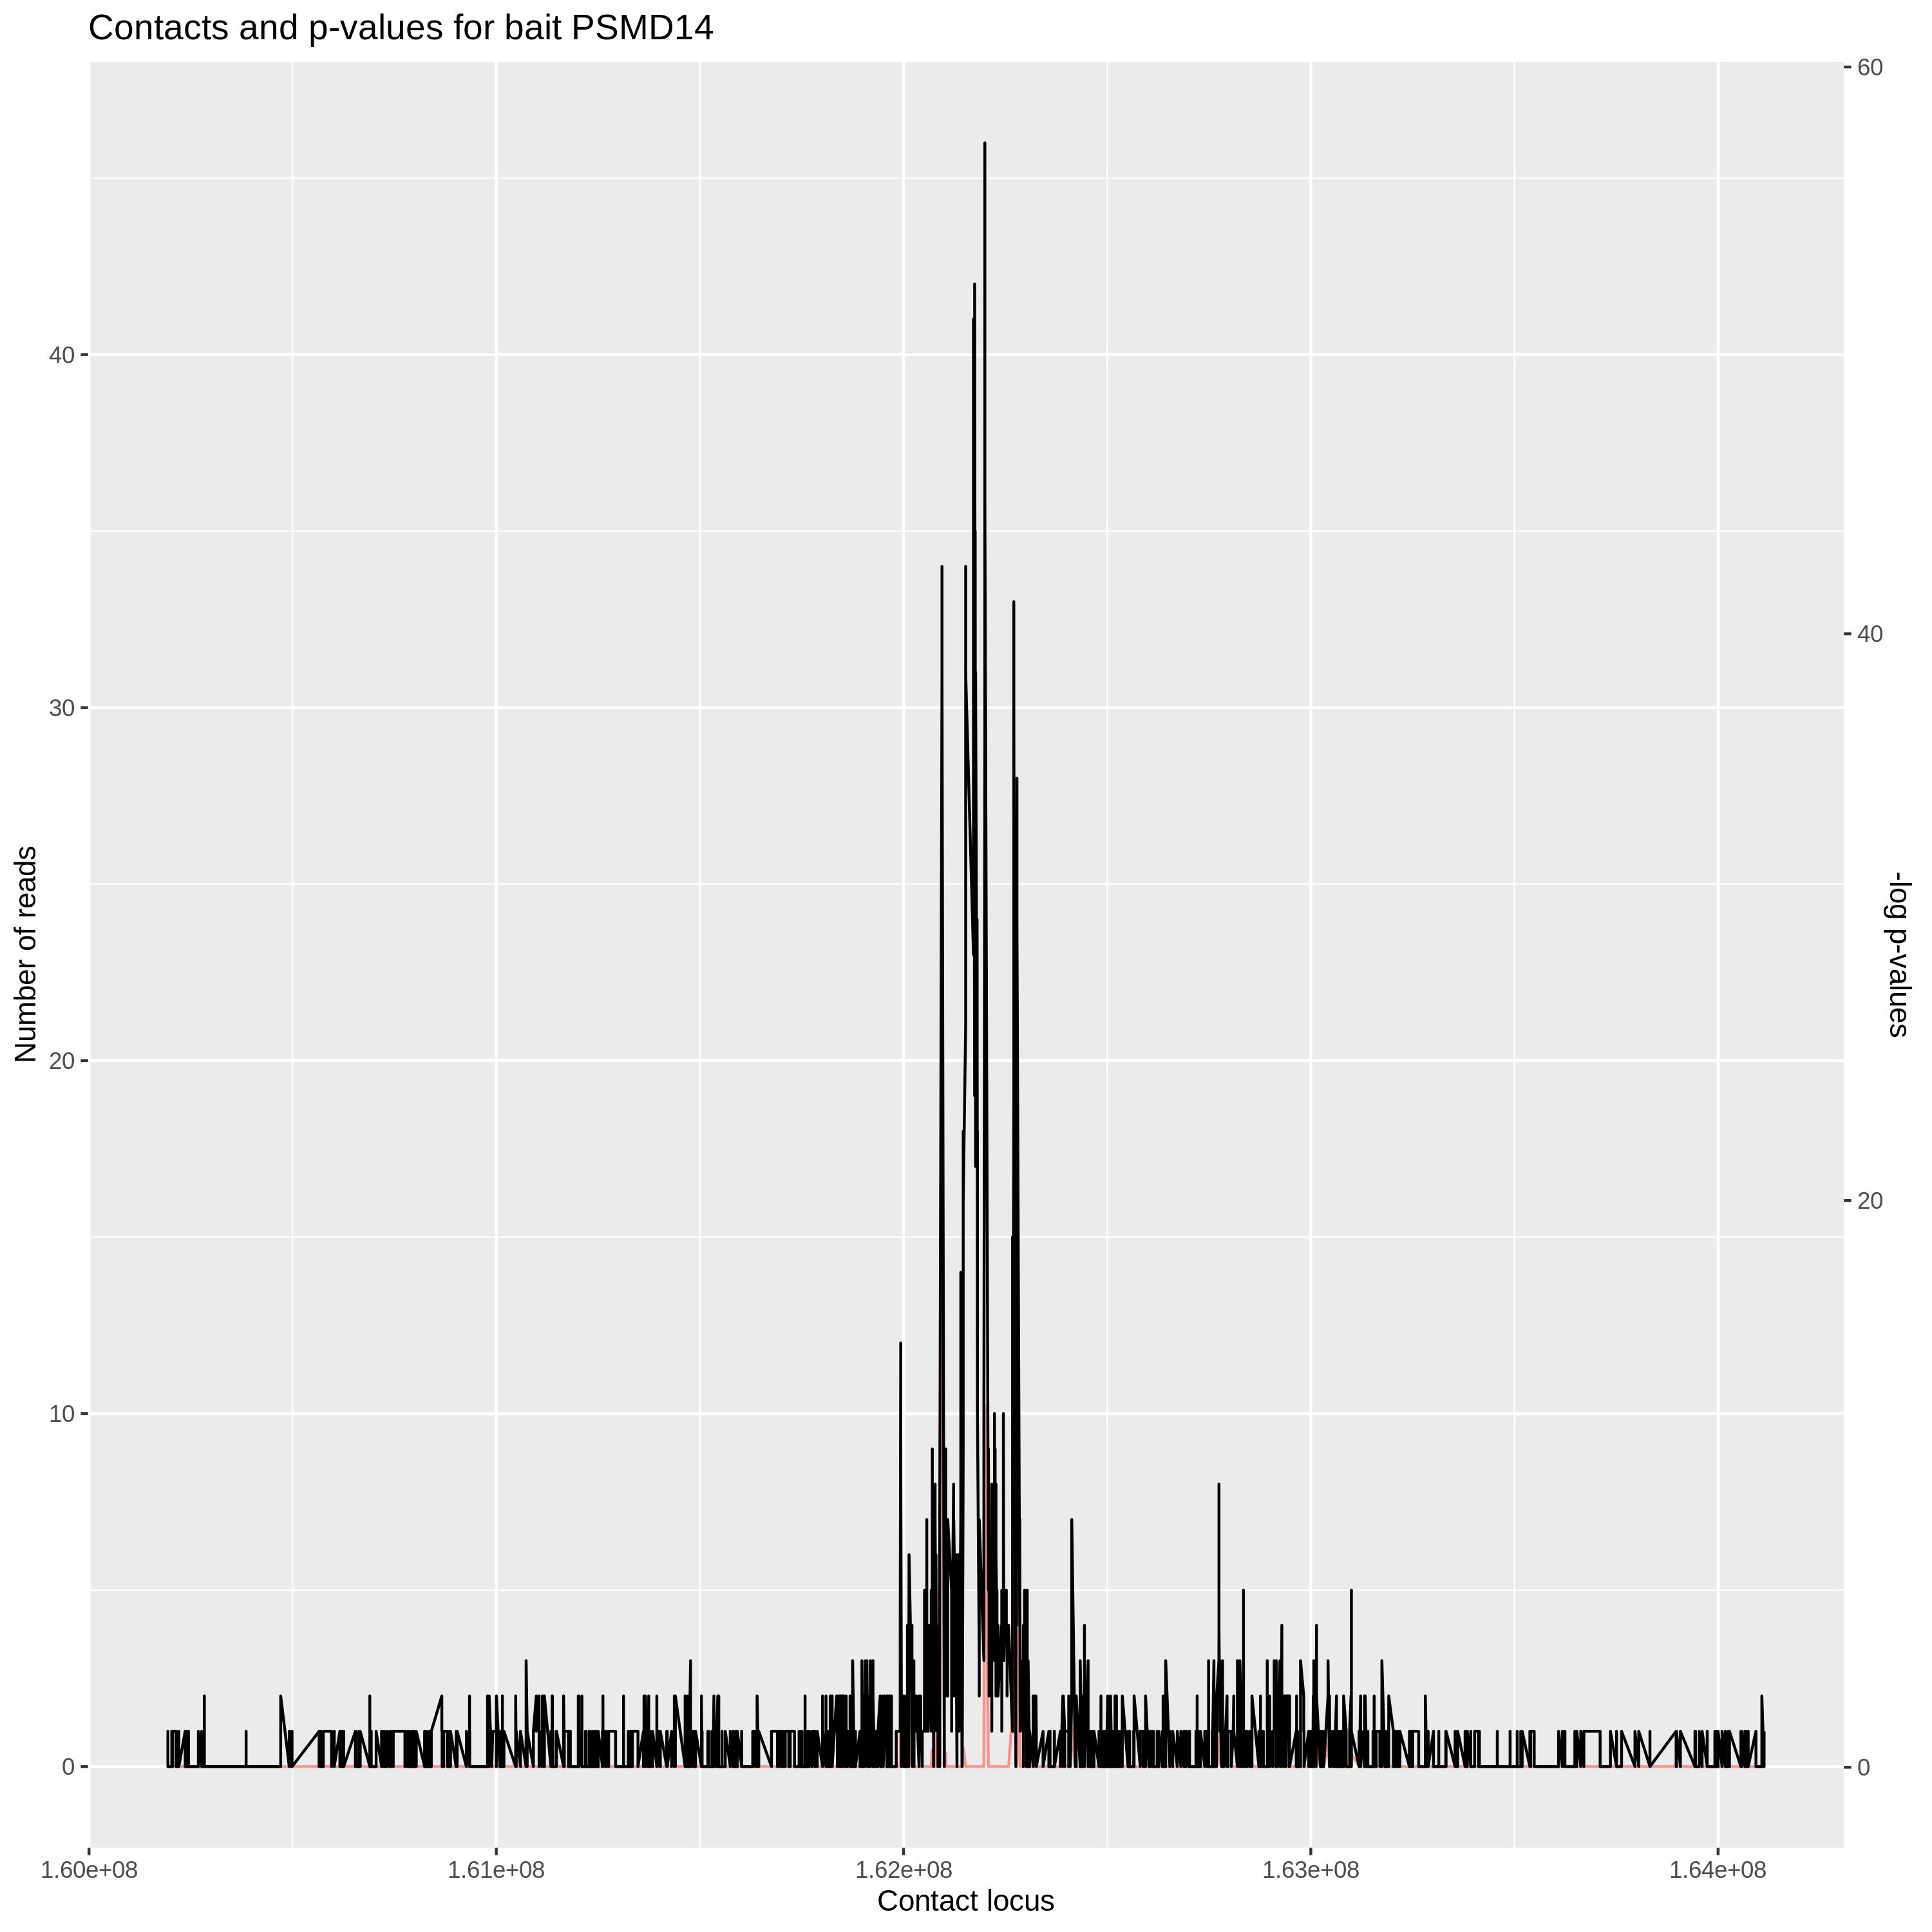 Contacts and p-values for bait PSMD14
60
40
40
30
20
20
10
0
0
Number of reads
-log p-values
1.60e+08
1.61e+08
1.62e+08
1.63e+08
1.64e+08
Contact locus